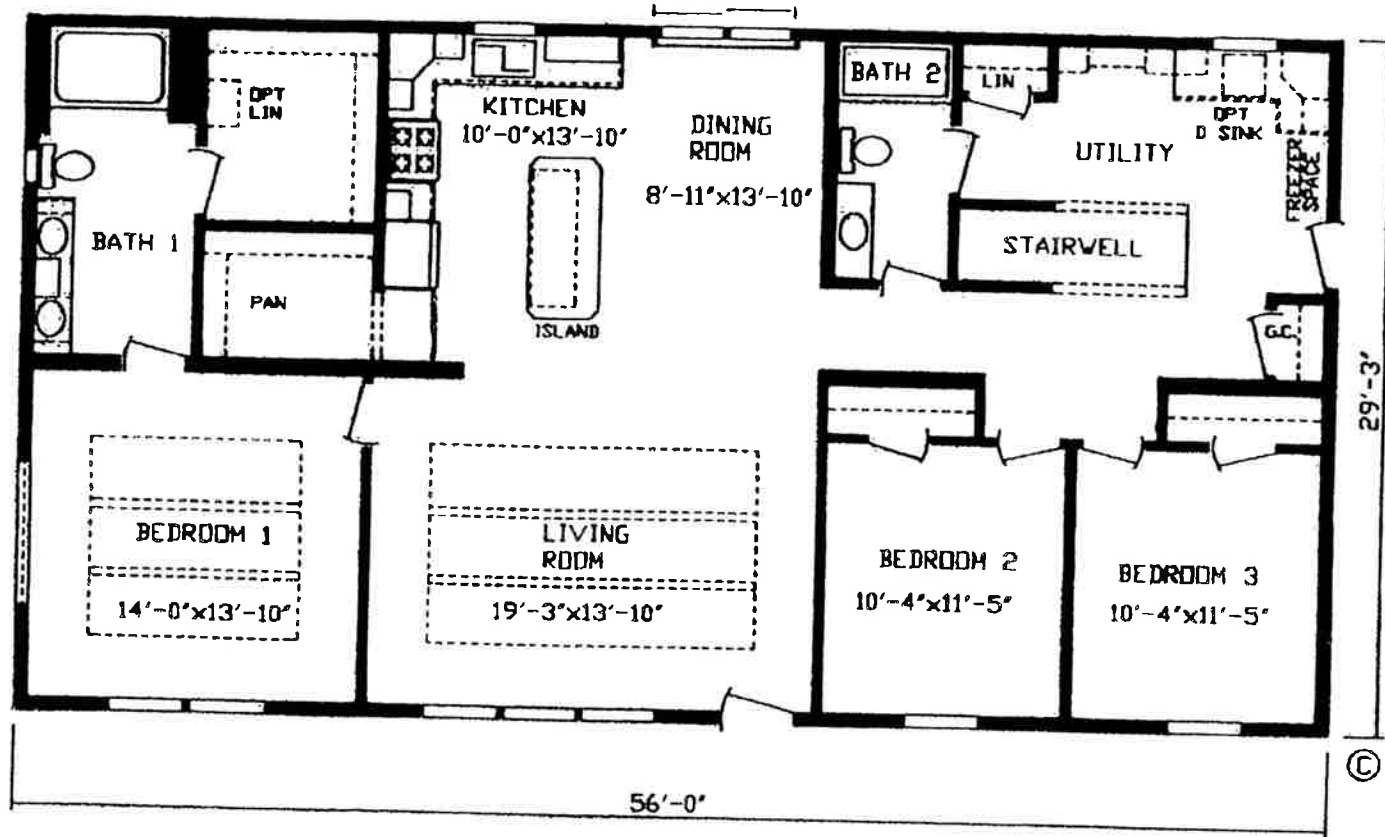 BATH 1
OPT
LIN
PAN
KITCHEN
10'-0"x13'-10"
ISLAND
DINING
ROOM
8'-11"x13'-10"
BATH 2
LIN
UTILITY
OPT
D SINK
FREEZER
SPACE
STAIRWELL
G.C.
BEDROOM 1
14'-0"x13'-10"
LIVING
ROOM
19'-3"x13'-10"
BEDROOM 2
10'-4"x11'-5"
BEDROOM 3
10'-4"x11'-5"
29'-3"
56'-0"
©